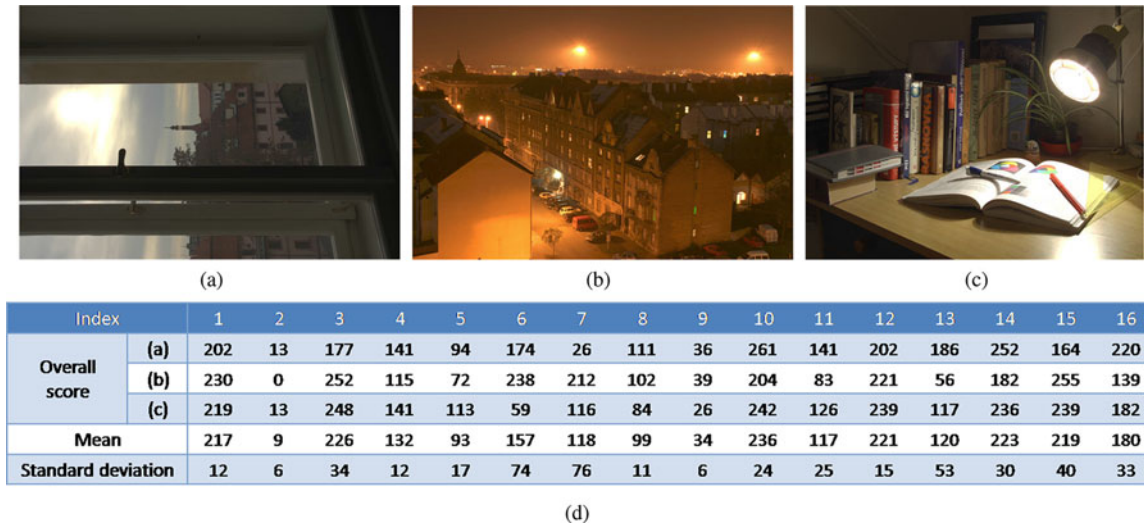 (a) (b) (c)
Index 1 2 3 4 5 6 7 8 9 10 11 12 13 14 15 16
Overall score (a) 202 13 177 141 94 174 26 111 36 261 141 202 186 252 164 220
(b) 230 0 252 115 72 238 212 102 39 204 83 221 56 182 255 139
(c) 219 13 248 141 113 59 116 84 26 242 126 239 117 236 239 182
Mean 217 9 226 132 93 157 118 99 34 236 117 221 120 223 219 180
Standard deviation 12 6 34 12 17 74 76 11 6 24 25 15 53 30 40 33
(d)